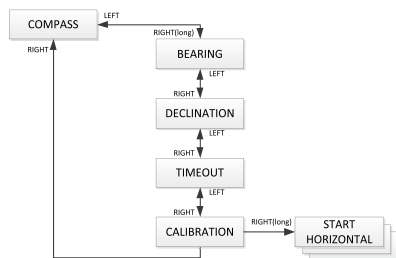 COMPASS
LEFT
RIGHT(long)
RIGHT
BEARING
LEFT
RIGHT
DECLINATION
LEFT
RIGHT
TIMEOUT
LEFT
RIGHT
CALIBRATION
RIGHT(long)
START
HORIZONTAL